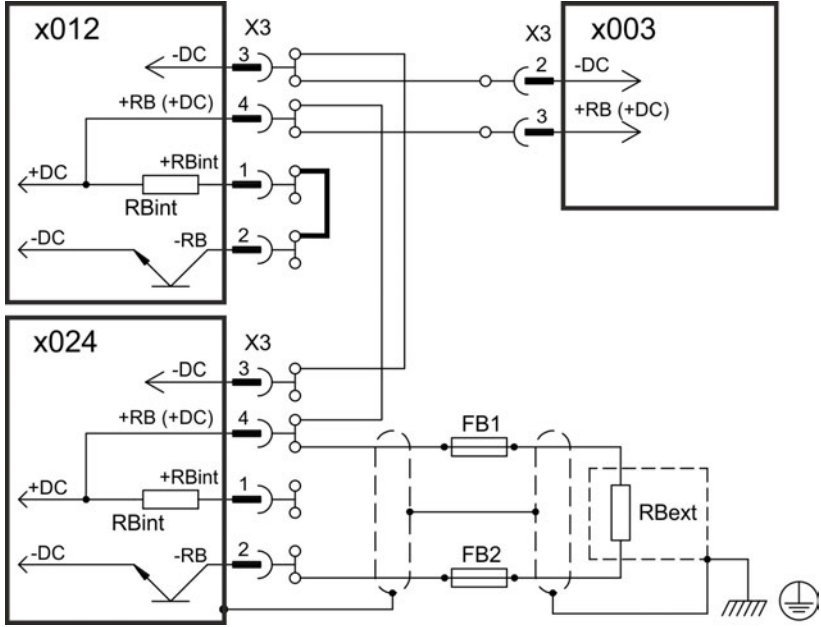 x012
X3
-DC
3
+RB (+DC)
4
+DC
+RBint
1
RBint
-DC
-RB
2
X3
x003
2
-DC
3
+RB (+DC)
x024
X3
-DC
3
+RB (+DC)
4
+DC
+RBint
1
RBint
-DC
-RB
2
FB1
FB2
RBext